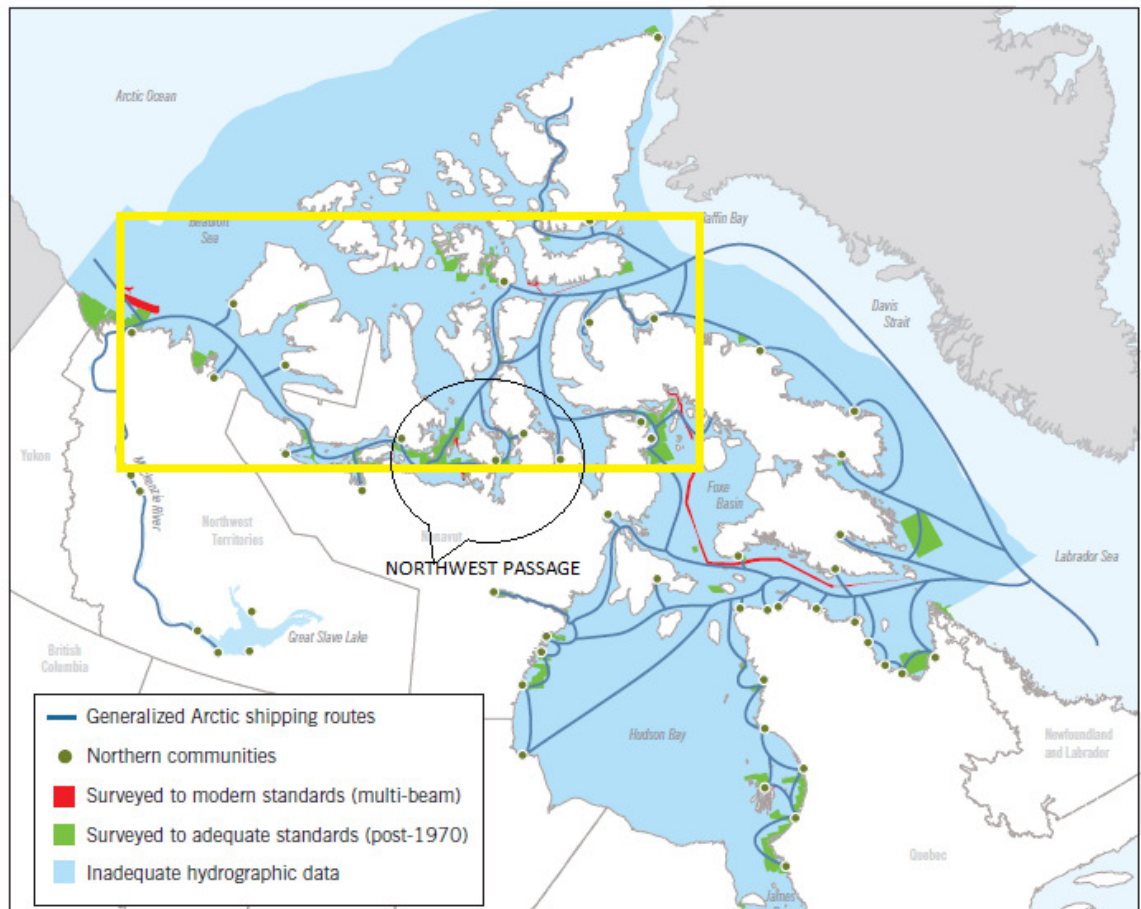 Arctic Ocean
Beaufort
Sea
Baffin Bay
Davis
Strait
Yukon
Mackenzie River
Northwest
Territories
Nunavut
Foxe
Basin
NORTHWEST PASSAGE
Labrador Sea
Great Slave Lake
British
Columbia
Hudson Bay
Newfoundland
and Labrador
Quebec
James
Generalized Arctic shipping routes
Northern communities
Surveyed to modern standards (multi-beam)
Surveyed to adequate standards (post-1970)
Inadequate hydrographic data